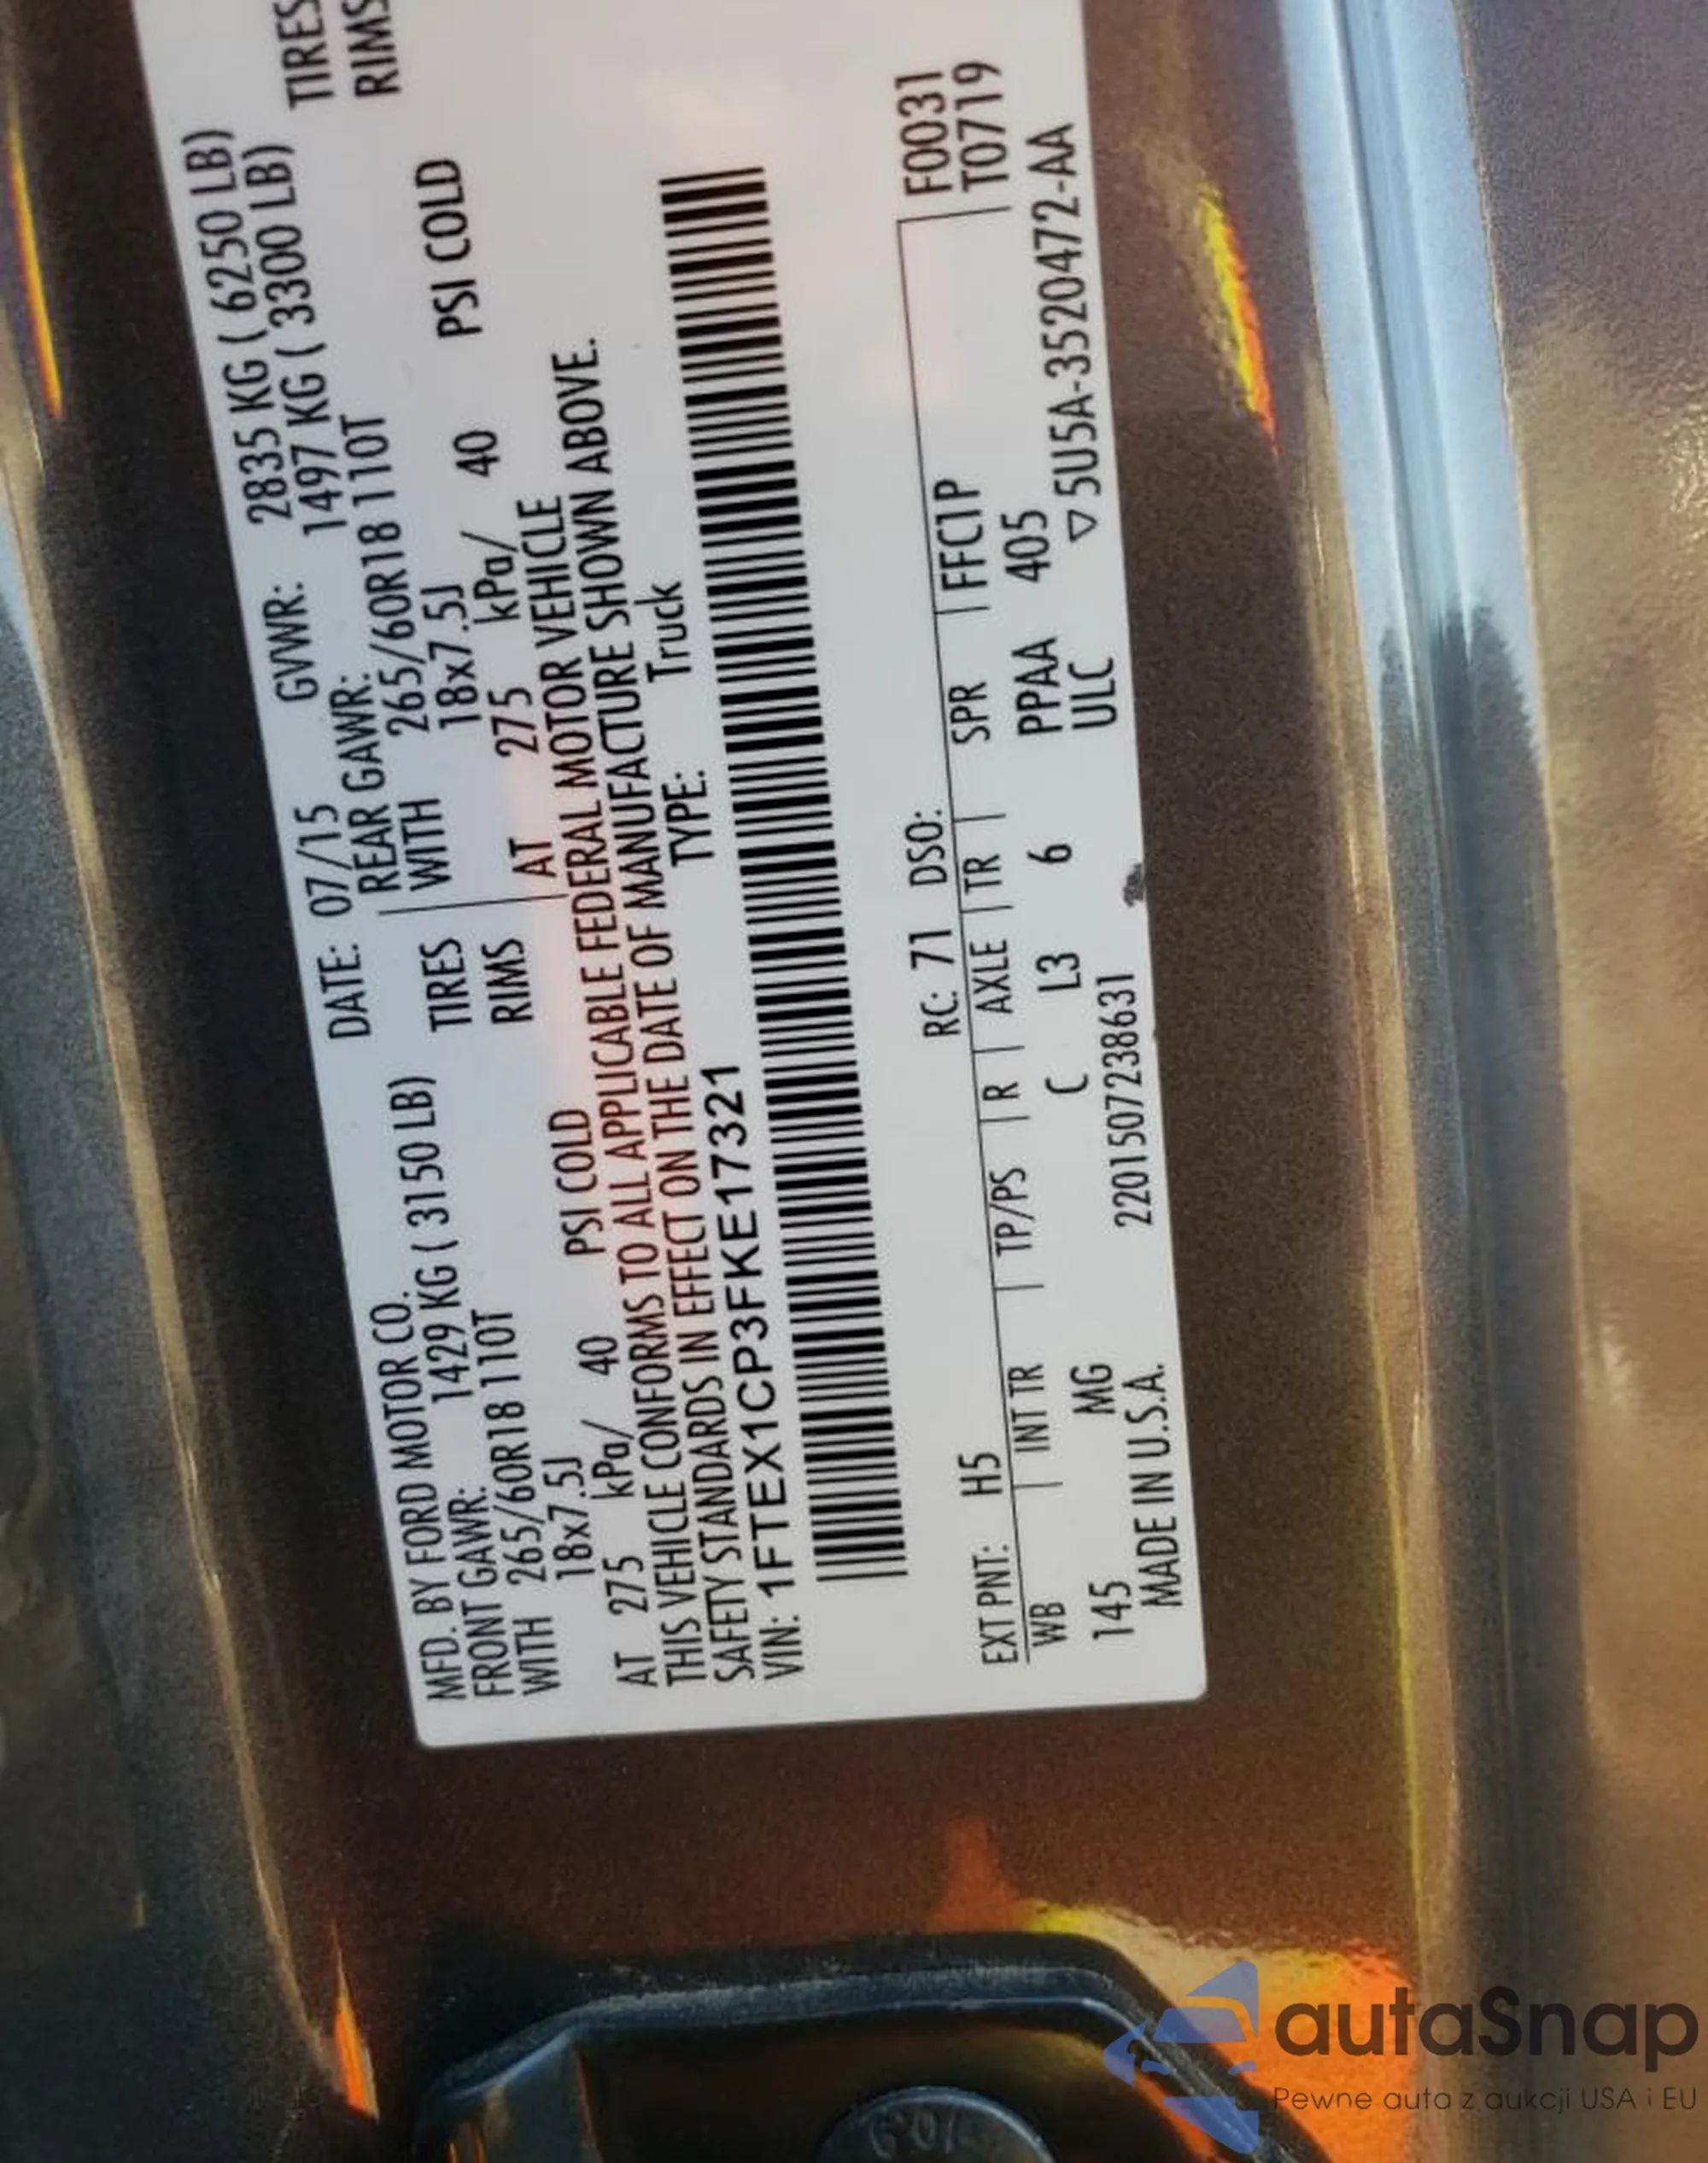 MFD. BY FORD MOTOR CO. DATE: 07/15 GVWR: 2835 KG ( 6250 LB)
FRONT GAWR: 1429 KG ( 3150 LB) REAR GAWR: 1497 KG ( 3300 LB)
WITH 265/60R18 110T TIRES WITH 265/60R18 110T TIRES
18x7.5J RIMS 18x7.5J RIMS
AT 275 kPa/ 40 PSI COLD AT 275 kPa/ 40 PSI COLD
THIS VEHICLE CONFORMS TO ALL APPLICABLE FEDERAL MOTOR VEHICLE
SAFETY STANDARDS IN EFFECT ON THE DATE OF MANUFACTURE SHOWN ABOVE.
VIN: 1FTEX1CP3FKE17321 TYPE: Truck
EXT PNT: H5 RC: 71 DSO: F0031
WB INT TR TP/PS R AXLE TR SPR FFC1P T0719
145 MG C L3 6 PPAA 405
MADE IN U.S.A. 2201507238631 ULC ▽5U5A-3520472-AA
10.9
autaSnap
Pewne auta z aukcji USA i EU